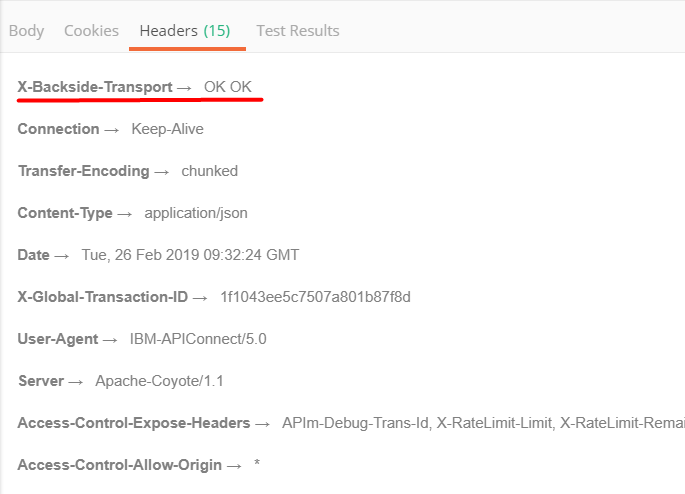 Body Cookies Headers (15) Test Results
X-Backside-Transport → OK OK
Connection → Keep-Alive
Transfer-Encoding → chunked
Content-Type → application/json
Date → Tue, 26 Feb 2019 09:32:24 GMT
X-Global-Transaction-ID → 1f1043ee5c7507a801b87f8d
User-Agent → IBM-APIConnect/5.0
Server → Apache-Coyote/1.1
Access-Control-Expose-Headers → APIm-Debug-Trans-Id, X-RateLimit-Limit, X-RateLimit-Remai
Access-Control-Allow-Origin → *